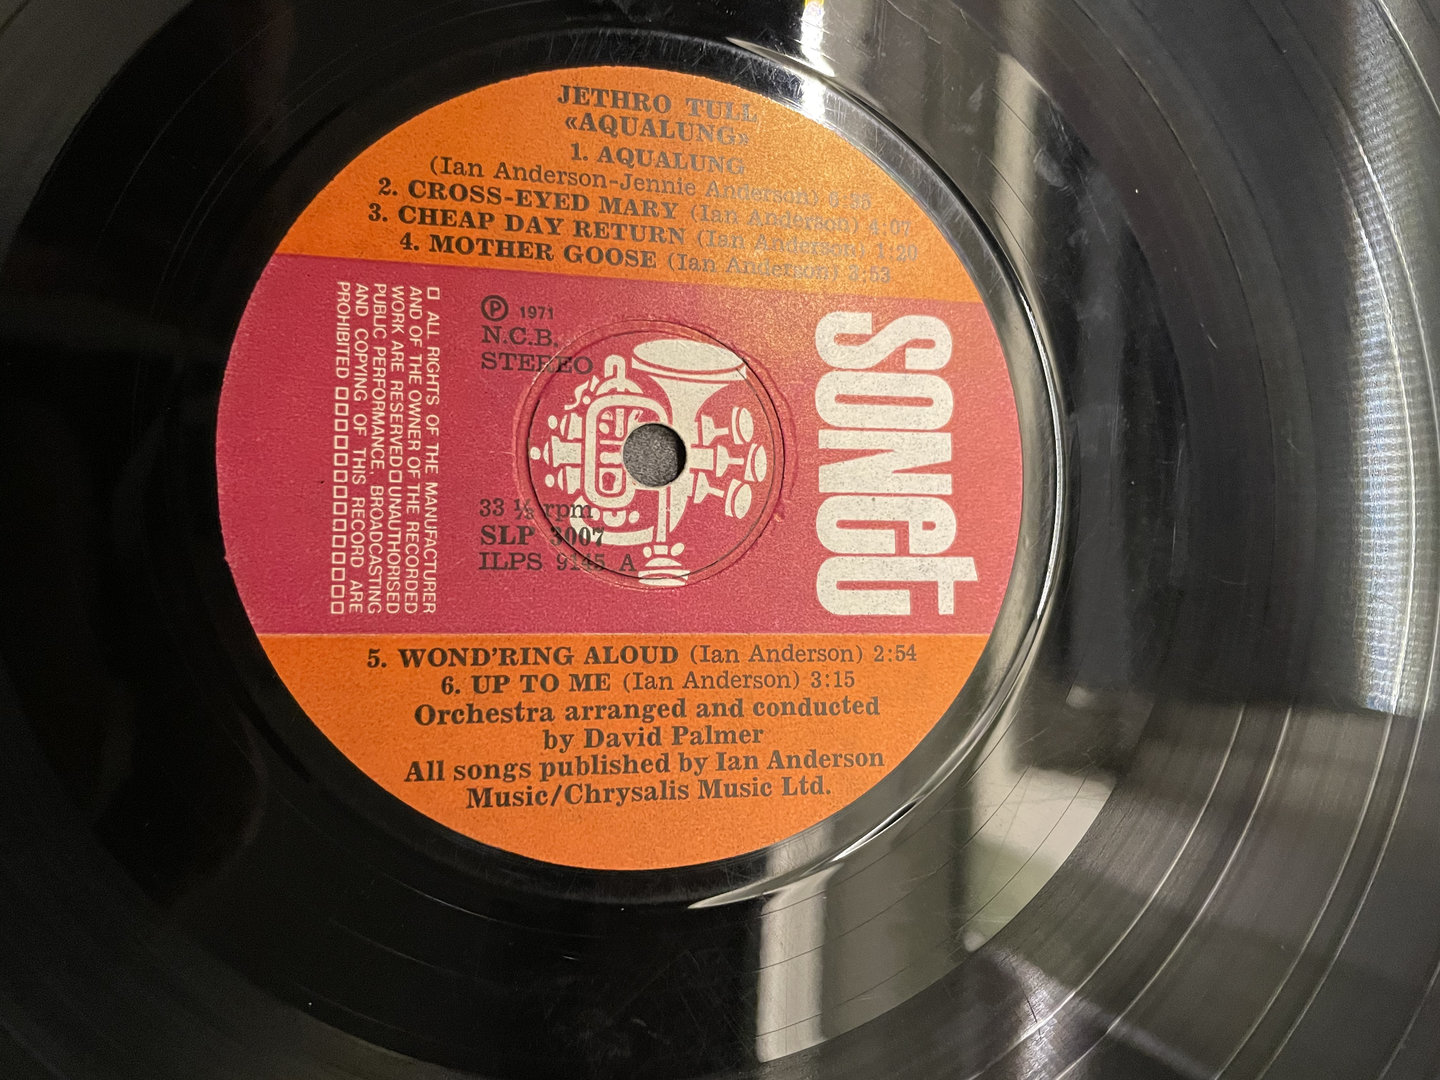 JETHRO TULL
«AQUALUNG»
1. AQUALUNG
(Ian Anderson-Jennie Anderson) 6:35
2. CROSS-EYED MARY (Ian Anderson) 4:07
3. CHEAP DAY RETURN (Ian Anderson) 1:20
4. MOTHER GOOSE (Ian Anderson) 3:53
□ ALL RIGHTS OF THE MANUFACTURER
AND OF THE OWNER OF THE RECORDED
WORK ARE RESERVED □ UNAUTHORISED
PUBLIC PERFORMANCE, BROADCASTING
AND COPYING OF THIS RECORD ARE
PROHIBITED □□□□□□□□□□□□□□□□
℗ 1971
N.C.B.
STEREO
33 ⅓ rpm
SLP 3007
ILPS 9145 A
SONET
5. WOND'RING ALOUD (Ian Anderson) 2:54
6. UP TO ME (Ian Anderson) 3:15
Orchestra arranged and conducted
by David Palmer
All songs published by Ian Anderson
Music/Chrysalis Music Ltd.